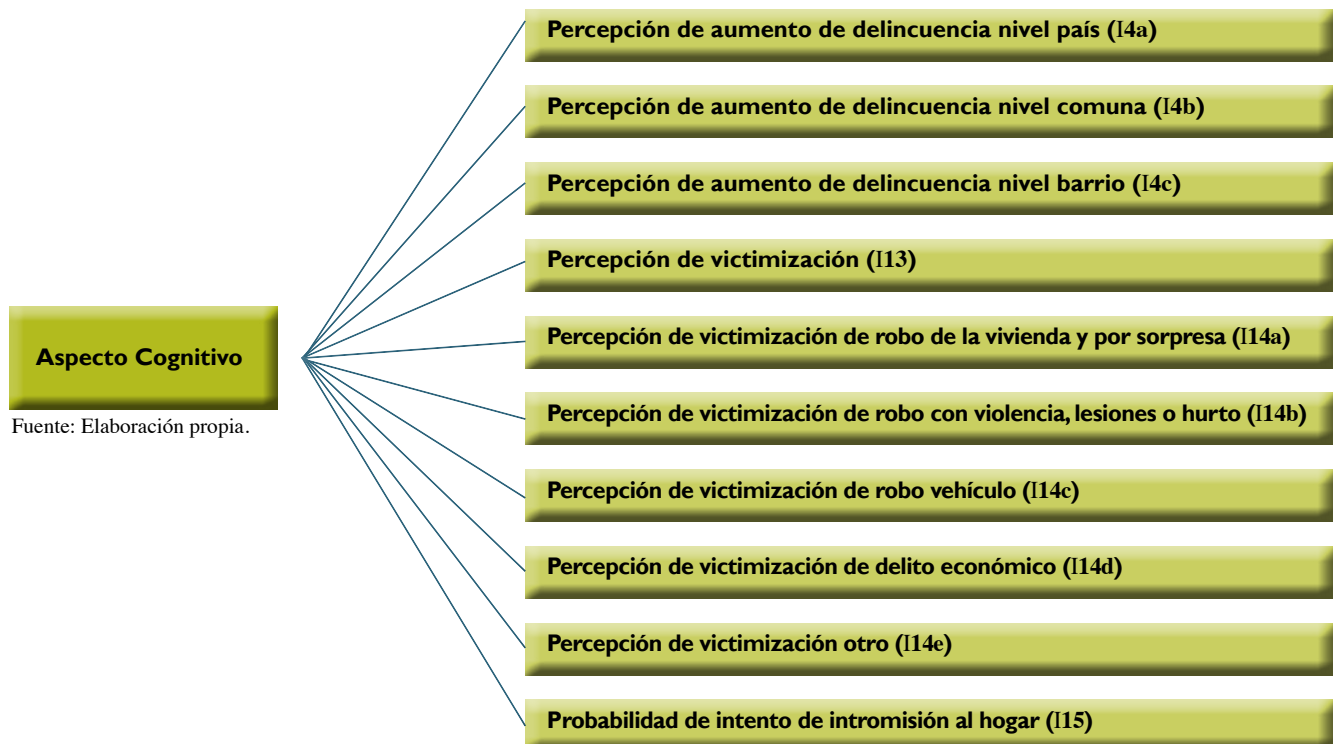 Percepción de aumento de delincuencia nivel país (I4a)
Percepción de aumento de delincuencia nivel comuna (I4b)
Percepción de aumento de delincuencia nivel barrio (I4c)
Percepción de victimización (I13)
Aspecto Cognitivo
Fuente: Elaboración propia.
Percepción de victimización de robo de la vivienda y por sorpresa (I14a)
Percepción de victimización de robo con violencia, lesiones o hurto (I14b)
Percepción de victimización de robo vehículo (I14c)
Percepción de victimización de delito económico (I14d)
Percepción de victimización otro (I14e)
Probabilidad de intento de intromisión al hogar (I15)